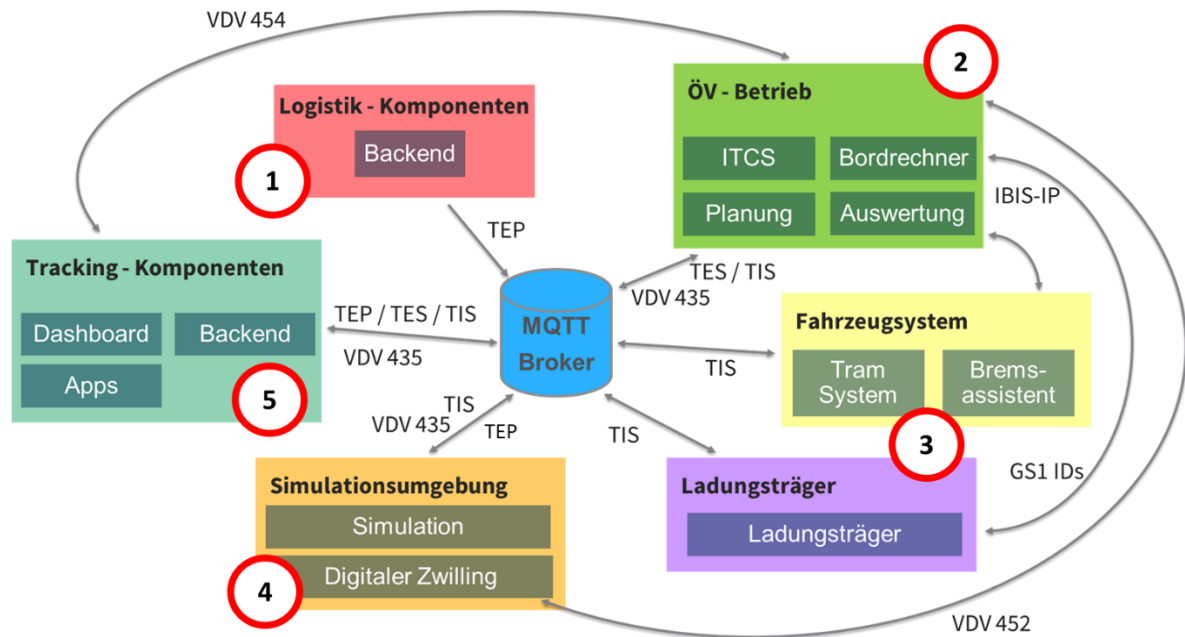 VDV 454
2
Logistik - Komponenten
Backend
1
ÖV - Betrieb
ITCS
Bordrechner
Planung
Auswertung
IBIS-IP
TEP
TES / TIS
VDV 435
Tracking - Komponenten
Dashboard
Backend
Apps
5
TEP / TES / TIS
VDV 435
MQTT
Broker
Fahrzeugsystem
Tram
System
Brems-
assistent
3
TIS
TIS
VDV 435
TEP
TIS
GS1 IDs
Simulationsumgebung
Simulation
Digitaler Zwilling
4
Ladungsträger
Ladungsträger
VDV 452